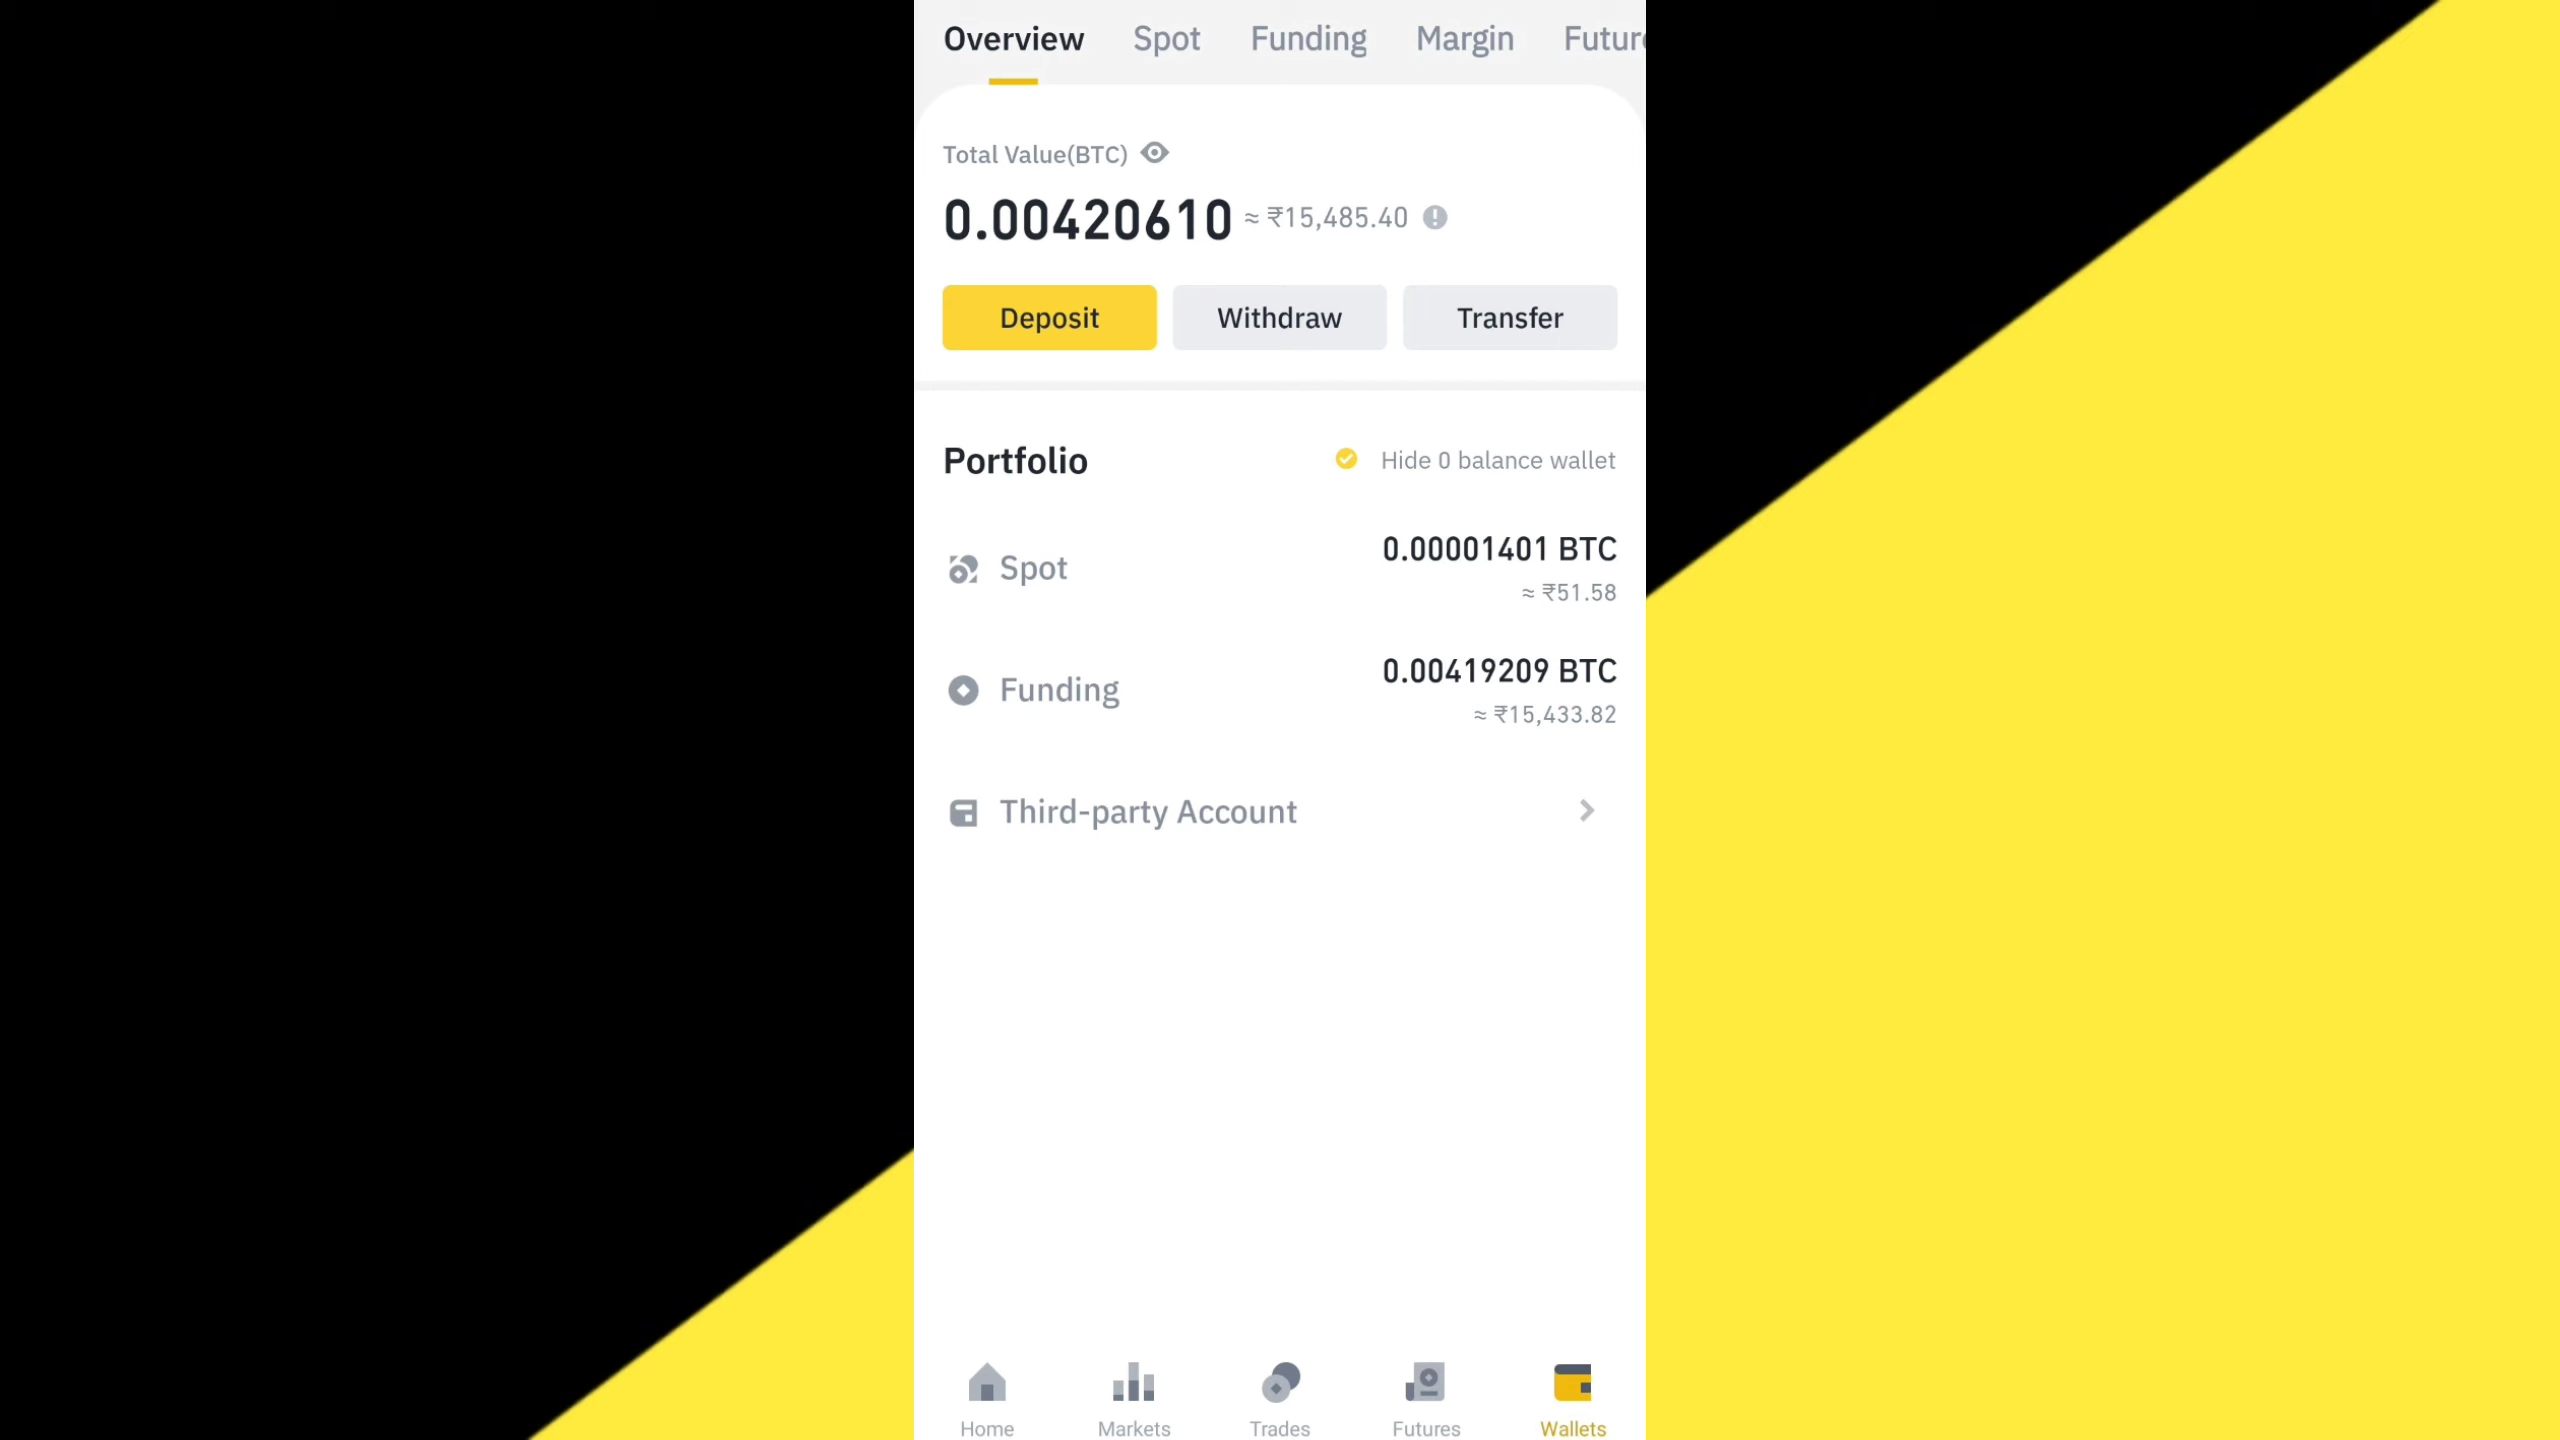 Overview Spot Funding Margin Futur
Total Value(BTC)
0.00420610 ≈ ₹15,485.40
Deposit Withdraw Transfer
Portfolio Hide 0 balance wallet
Spot 0.00001401 BTC
≈ ₹51.58
Funding 0.00419209 BTC
≈ ₹15,433.82
Third-party Account
Home Markets Trades Futures Wallets